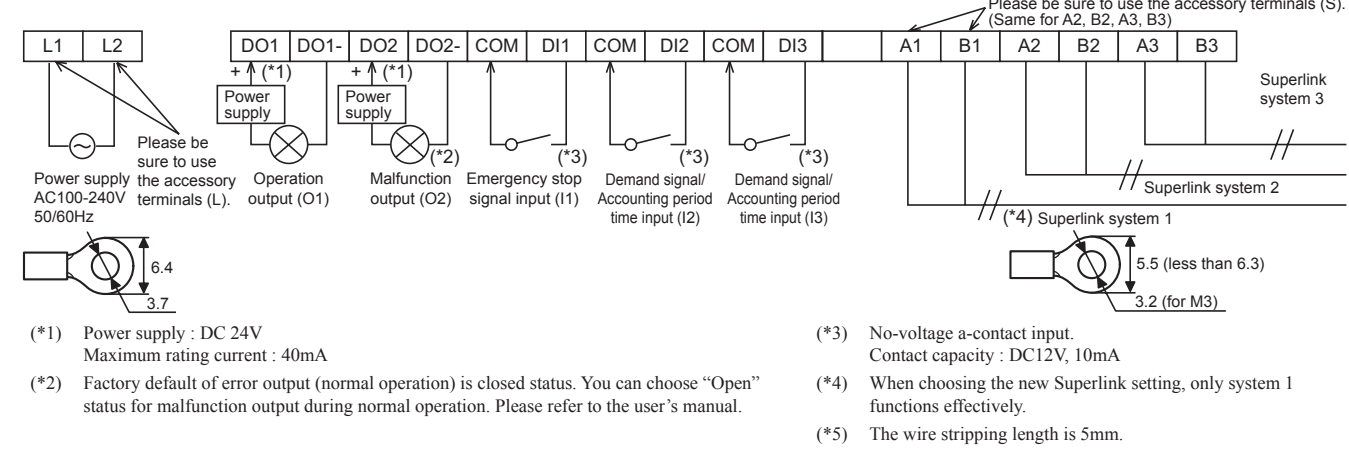 Please be sure to use the accessory terminals (S).
(Same for A2, B2, A3, B3)
L1 L2 DO1 DO1- DO2 DO2- COM DI1 COM DI2 COM DI3 A1 B1 A2 B2 A3 B3
+ (*1) + (*1)
Power
supply
Power
supply
Superlink
system 3
Please be
sure to use
the accessory
terminals (L).
(*2) (*3) (*3) (*3)
Power supply
AC100-240V
50/60Hz
Operation
output (O1)
Malfunction
output (O2)
Emergency stop
signal input (I1)
Demand signal/
Accounting period
time input (I2)
Demand signal/
Accounting period
time input (I3)
Superlink system 2
(*4) Superlink system 1
6.4
3.7
5.5 (less than 6.3)
3.2 (for M3)
(*1) Power supply : DC 24V
Maximum rating current : 40mA
(*2) Factory default of error output (normal operation) is closed status. You can choose “Open”
status for malfunction output during normal operation. Please refer to the user’s manual.
(*3) No-voltage a-contact input.
Contact capacity : DC12V, 10mA
(*4) When choosing the new Superlink setting, only system 1
functions effectively.
(*5) The wire stripping length is 5mm.